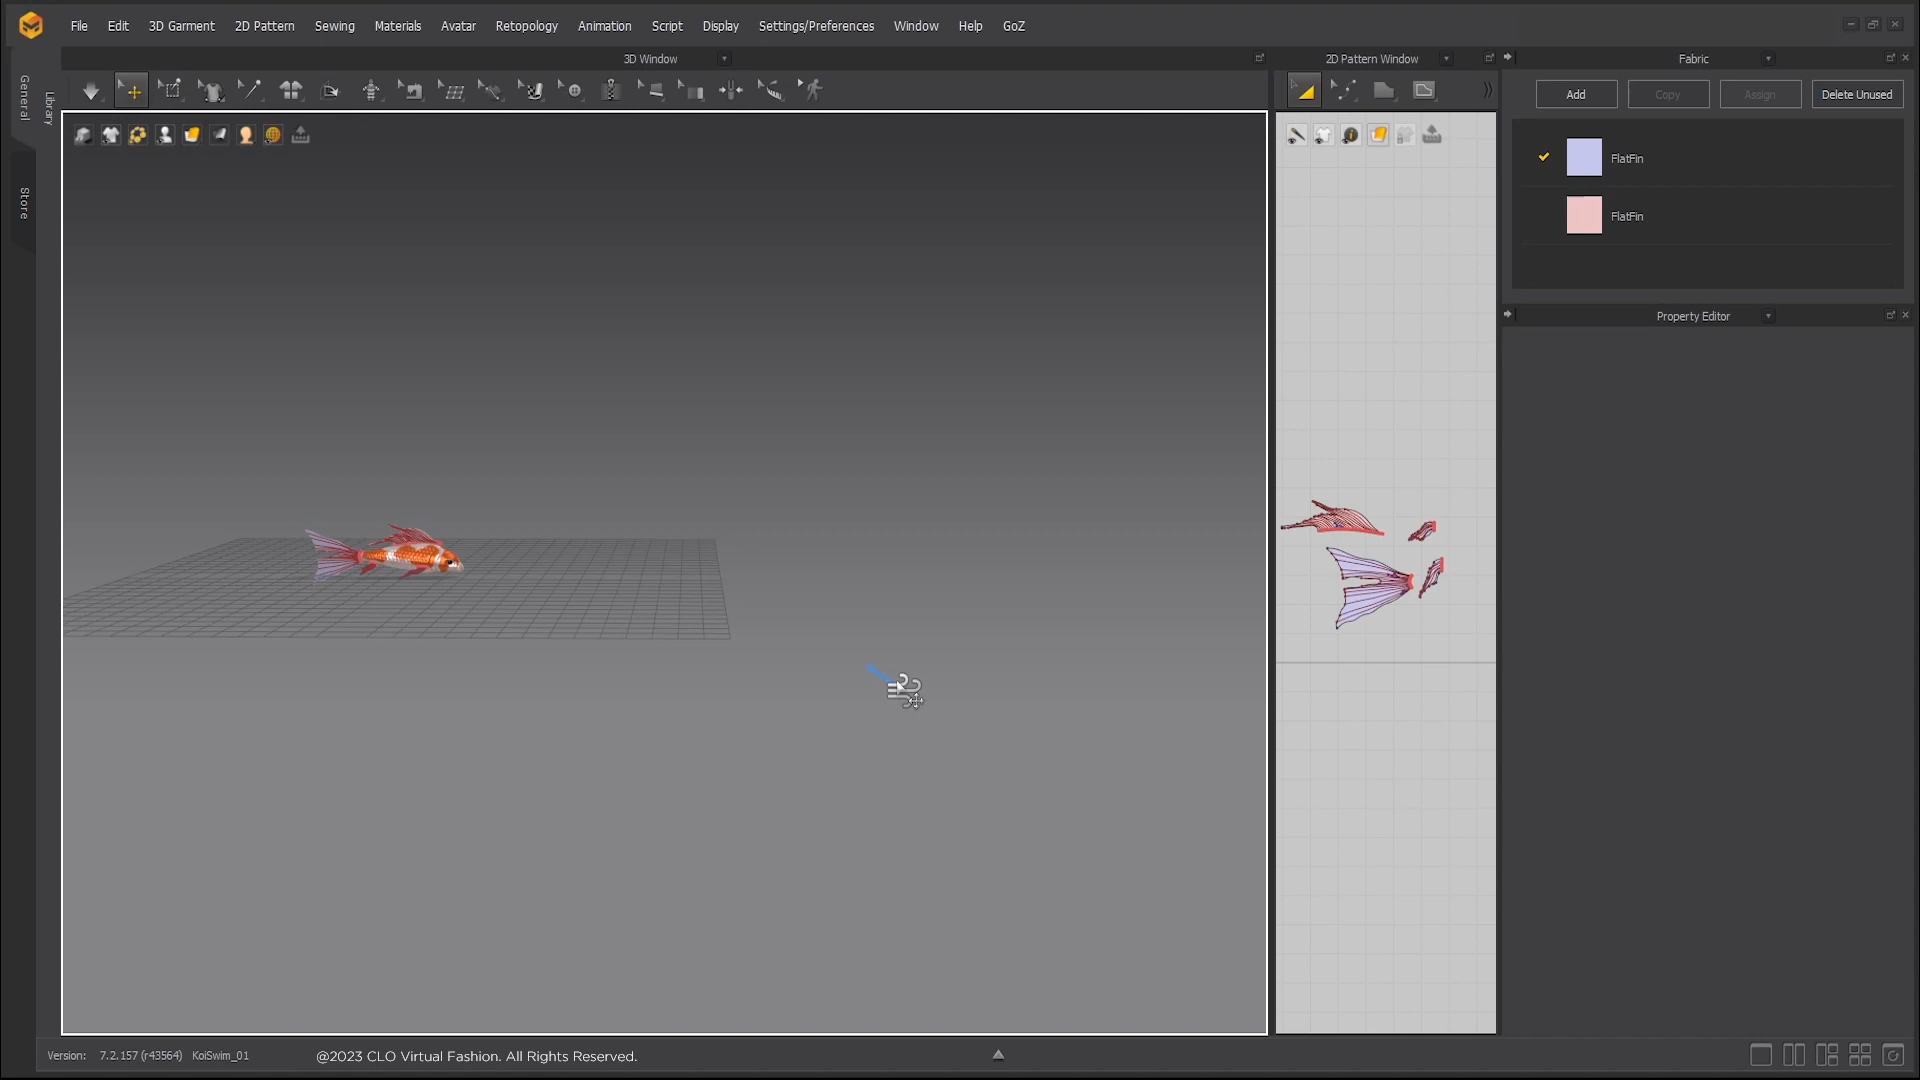 File Edit 3D Garment 2D Pattern Sewing Materials Avatar Retopology Animation Script Display Settings/Preferences Window Help GoZ
3D Window
2D Pattern Window
Fabric
General
Library
Store
Add Copy Assign Delete Unused
FlatFin
FlatFin
Property Editor
Version: 7.2.157 (r43564) KoiSwim_01 @2023 CLO Virtual Fashion. All Rights Reserved.